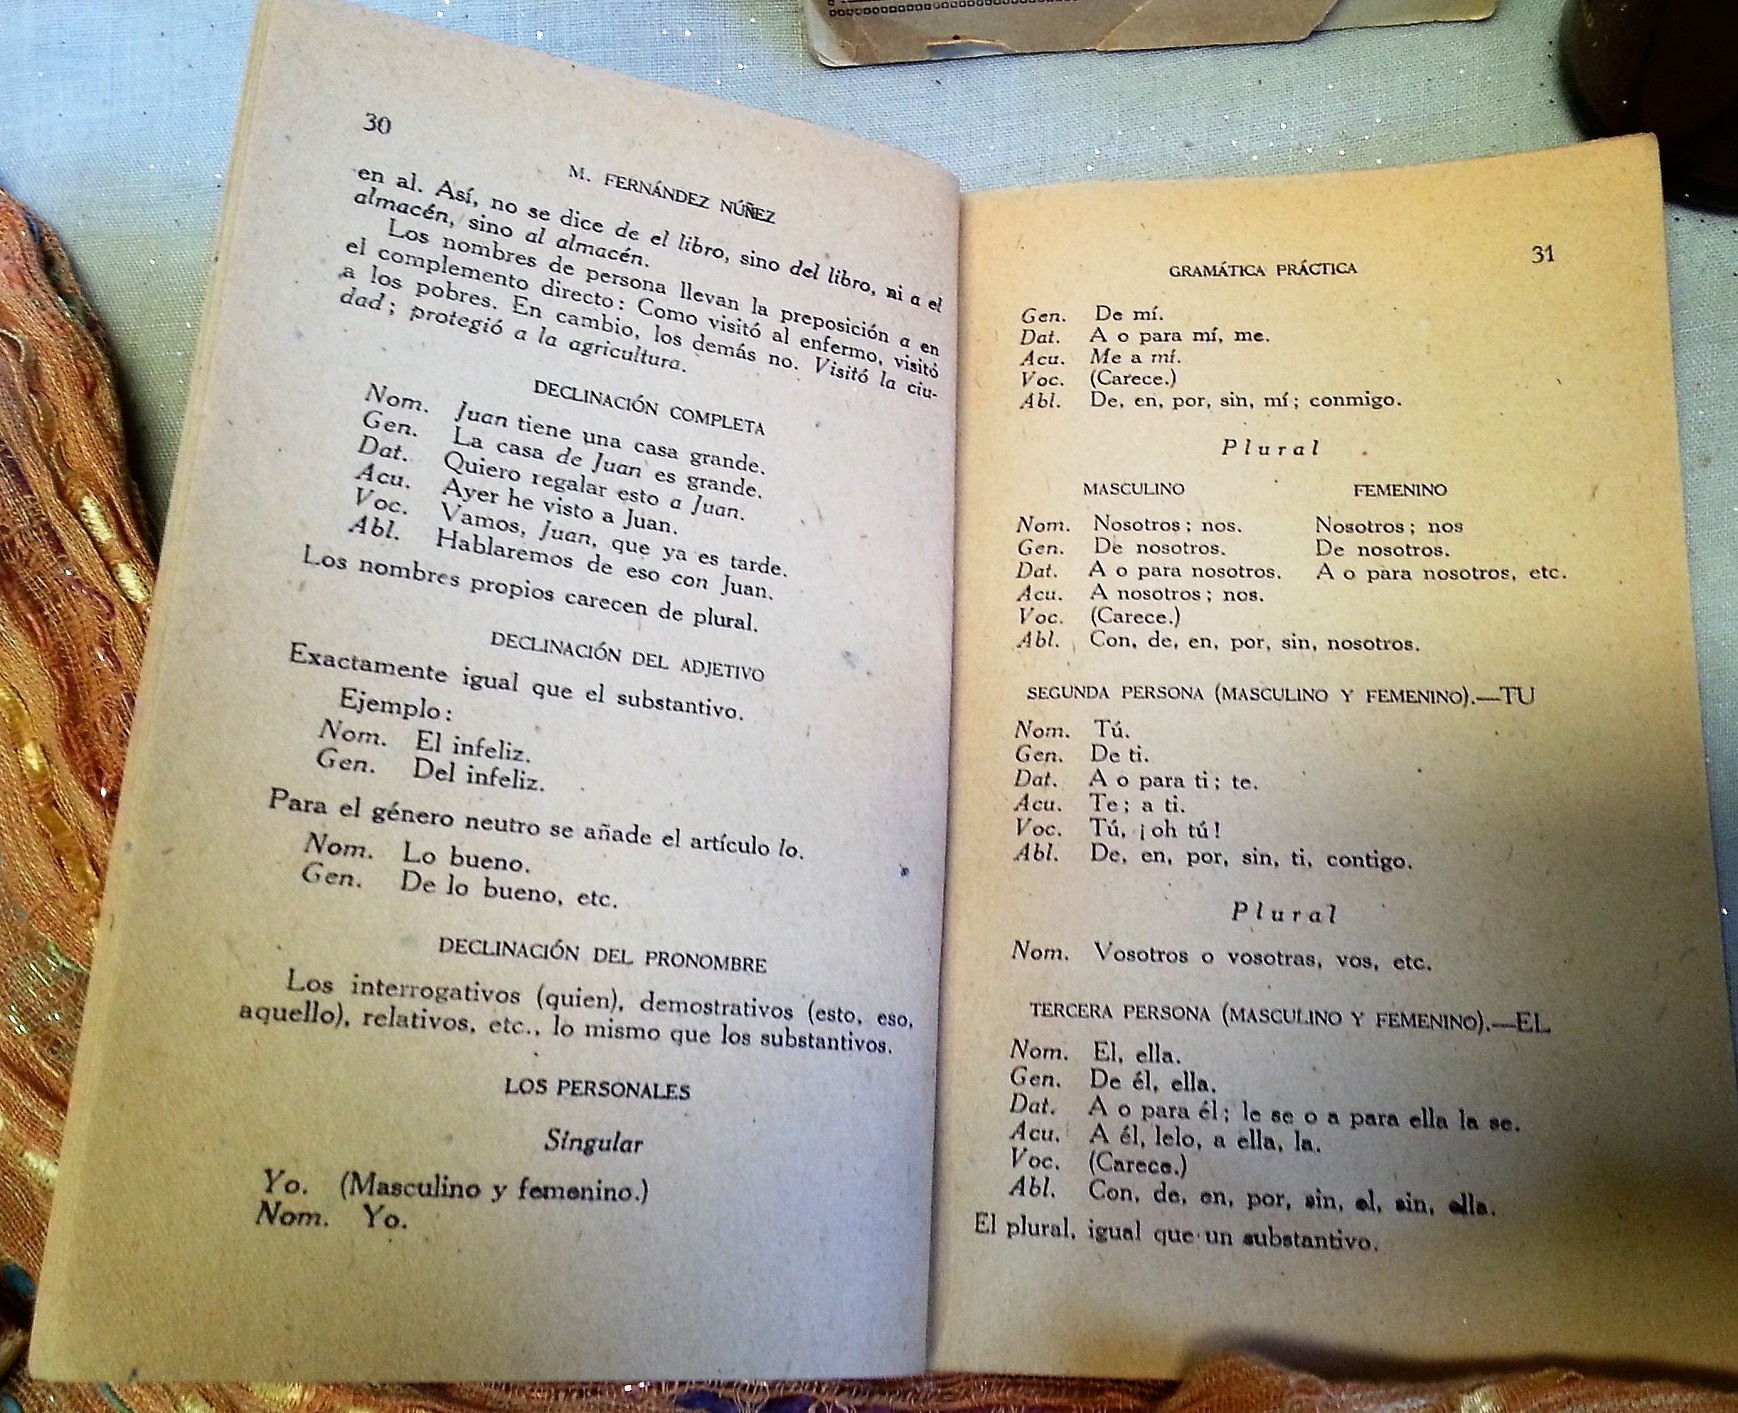 30
M. FERNÁNDEZ NÚÑEZ
en al. Así, no se dice de el libro, sino del libro, ni a el
almacén, sino al almacén.
Los nombres de persona llevan la preposición a en
el complemento directo: Como visitó al enfermo, visitó
a los pobres. En cambio, los demás no. Visitó la ciu-
dad; protegió a la agricultura.
DECLINACIÓN COMPLETA
Nom. Juan tiene una casa grande.
Gen. La casa de Juan es grande.
Dat. Quiero regalar esto a Juan.
Acu. Ayer he visto a Juan.
Voc. Vamos, Juan, que ya es tarde.
Abl. Hablaremos de eso con Juan.
Los nombres propios carecen de plural.
DECLINACIÓN DEL ADJETIVO
Exactamente igual que el substantivo.
Ejemplo:
Nom. El infeliz.
Gen. Del infeliz.
Para el género neutro se añade el artículo lo.
Nom. Lo bueno.
Gen. De lo bueno, etc.
DECLINACIÓN DEL PRONOMBRE
Los interrogativos (quien), demostrativos (esto, eso,
aquello), relativos, etc., lo mismo que los substantivos.
LOS PERSONALES
Singular
Yo. (Masculino y femenino.)
Nom. Yo.
31
GRAMÁTICA PRÁCTICA
Gen. De mí.
Dat. A o para mí, me.
Acu. Me a mí.
Voc. (Carece.)
Abl. De, en, por, sin, mí; conmigo.
Plural
MASCULINO FEMENINO
Nom. Nosotros; nos. Nosotros; nos
Gen. De nosotros. De nosotros.
Dat. A o para nosotros. A o para nosotros, etc.
Acu. A nosotros; nos.
Voc. (Carece.)
Abl. Con, de, en, por, sin, nosotros.
SEGUNDA PERSONA (MASCULINO Y FEMENINO).—TU
Nom. Tú.
Gen. De ti.
Dat. A o para ti; te.
Acu. Te; a ti.
Voc. Tú, ¡oh tú!
Abl. De, en, por, sin, ti, contigo.
Plural
Nom. Vosotros o vosotras, vos, etc.
TERCERA PERSONA (MASCULINO Y FEMENINO).—EL
Nom. El, ella.
Gen. De él, ella.
Dat. A o para él; le se o a para ella la se.
Acu. A él, lelo, a ella, la.
Voc. (Carece.)
Abl. Con, de, en, por, sin, el, sin, ella.
El plural, igual que un substantivo.